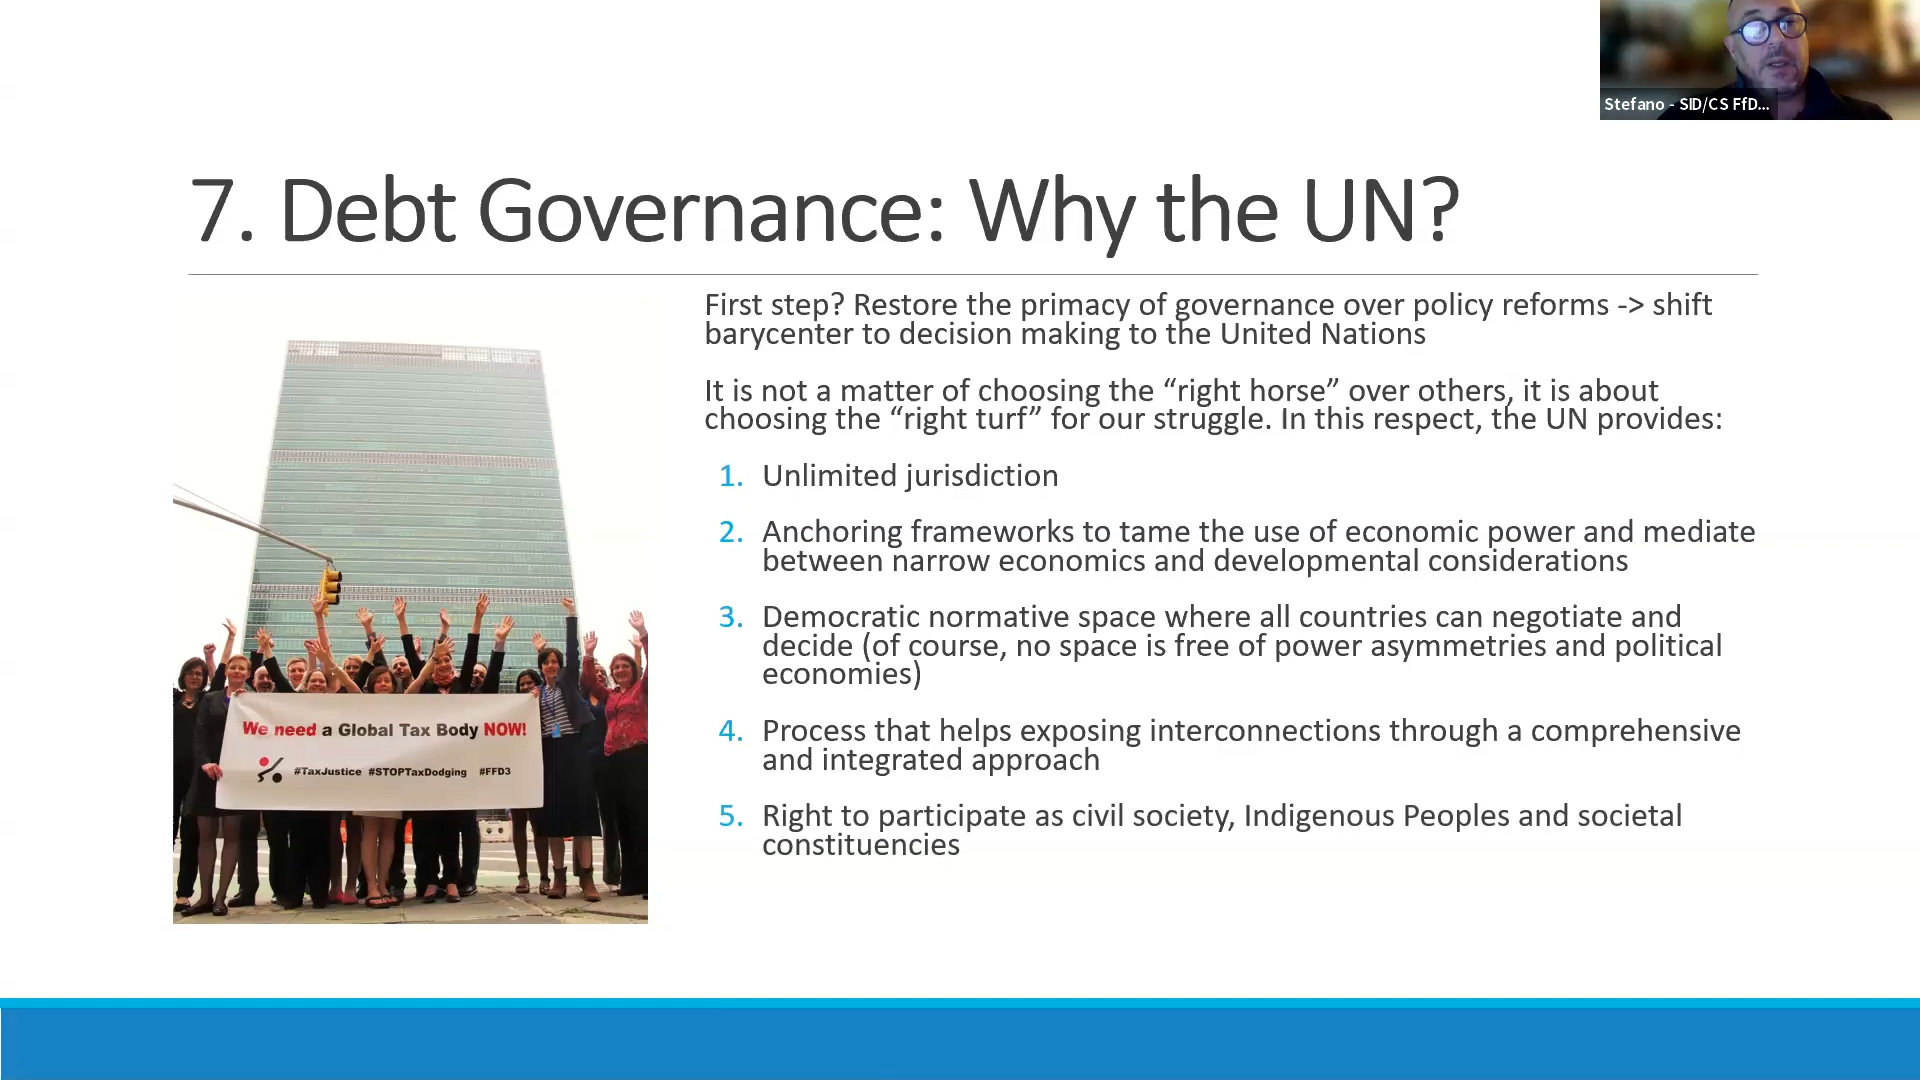 Stefano - SID/CS FfD...
7. Debt Governance: Why the UN?
First step? Restore the primacy of governance over policy reforms -> shift
barycenter to decision making to the United Nations
It is not a matter of choosing the “right horse” over others, it is about
choosing the “right turf” for our struggle. In this respect, the UN provides:
1. Unlimited jurisdiction
2. Anchoring frameworks to tame the use of economic power and mediate
between narrow economics and developmental considerations
3. Democratic normative space where all countries can negotiate and
decide (of course, no space is free of power asymmetries and political
economies)
4. Process that helps exposing interconnections through a comprehensive
and integrated approach
5. Right to participate as civil society, Indigenous Peoples and societal
constituencies
We need a Global Tax Body NOW!
#TaxJustice #STOPTaxDodging #FFD3